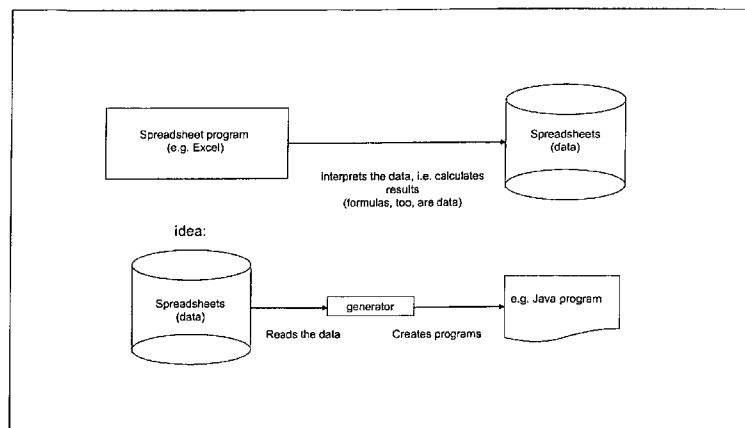 Spreadsheet program
(e.g. Excel)
Spreadsheets
(data)
interprets the data, i.e. calculates
results
(formulas, too, are data)
idea:
Spreadsheets
(data)
generator
e.g. Java program
Reads the data
Creates programs